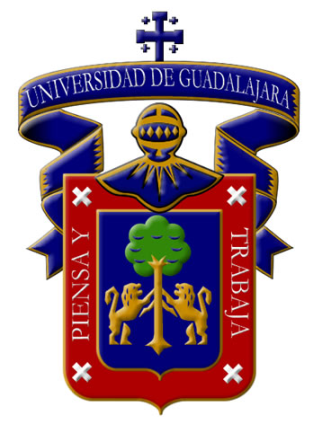 UNIVERSIDAD DE GUADALAJARA
PIENSA Y
TRABAJA